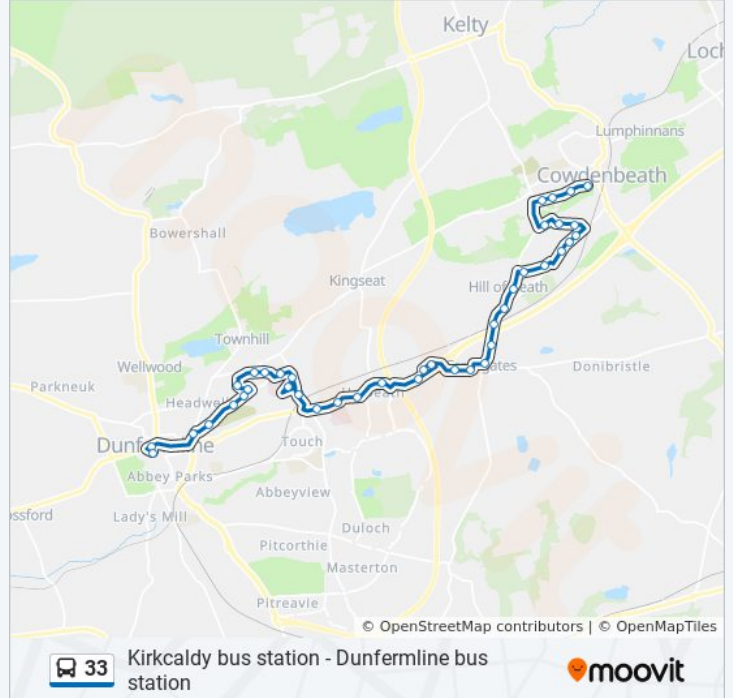 Kelty
Loch
Lumphinnans
Cowdenbeath
Bowershall
Kingseat
Hill of Beath
Townhill
Wellwood
Donibristle
Parkneuk
Headwell
Touch
Dunfermline
Abbey Parks
Abbeyview
ossford
Lady's Mill
Duloch
Pitcorthie
Masterton
Pitreavie
© OpenStreetMap contributors | © OpenMapTiles
33
Kirkcaldy bus station - Dunfermline bus
station
moovit